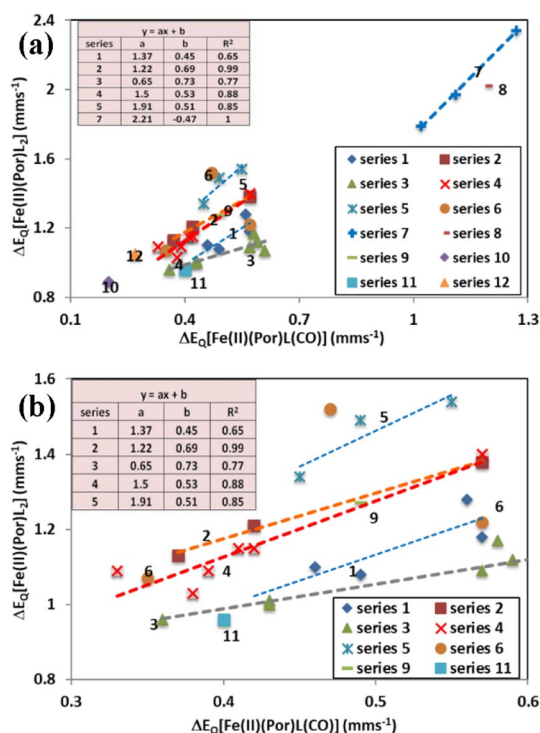 (a)
2.4
2
1.6
1.2
0.8
ΔE_Q[Fe(II)(Por)L₂] (mms⁻¹)
y = ax + b
series a b R²
1 1.37 0.45 0.65
2 1.22 0.69 0.99
3 0.65 0.73 0.77
4 1.5 0.53 0.88
5 1.91 0.51 0.85
7 2.21 -0.47 1
7
8
6
5
2
9
1
12
4
3
10
11
series 1 series 2
series 3 series 4
series 5 series 6
series 7 series 8
series 9 series 10
series 11 series 12
0.1 0.4 0.7 1 1.3
ΔE_Q[Fe(II)(Por)L(CO)] (mms⁻¹)
(b)
1.6
1.4
1.2
1
0.8
ΔE_Q[Fe(II)(Por)L₂] (mms⁻¹)
y = ax + b
series a b R²
1 1.37 0.45 0.65
2 1.22 0.69 0.99
3 0.65 0.73 0.77
4 1.5 0.53 0.88
5 1.91 0.51 0.85
5
2
9
6
6
4
1
3
11
series 1 series 2
series 3 series 4
series 5 series 6
series 9 series 11
0.3 0.4 0.5 0.6
ΔE_Q[Fe(II)(Por)L(CO)] (mms⁻¹)